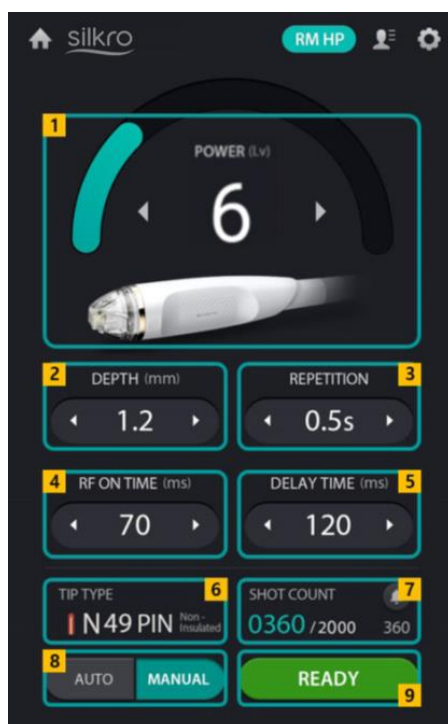 silkro RM HP
1
POWER (Lv)
6
2 DEPTH (mm) REPETITION 3
1.2 0.5s
4 RF ON TIME (ms) DELAY TIME (ms) 5
70 120
TIP TYPE 6 SHOT COUNT 7
N 49 PIN Non - Insulated 0360 /2000 360
8 AUTO MANUAL READY 9